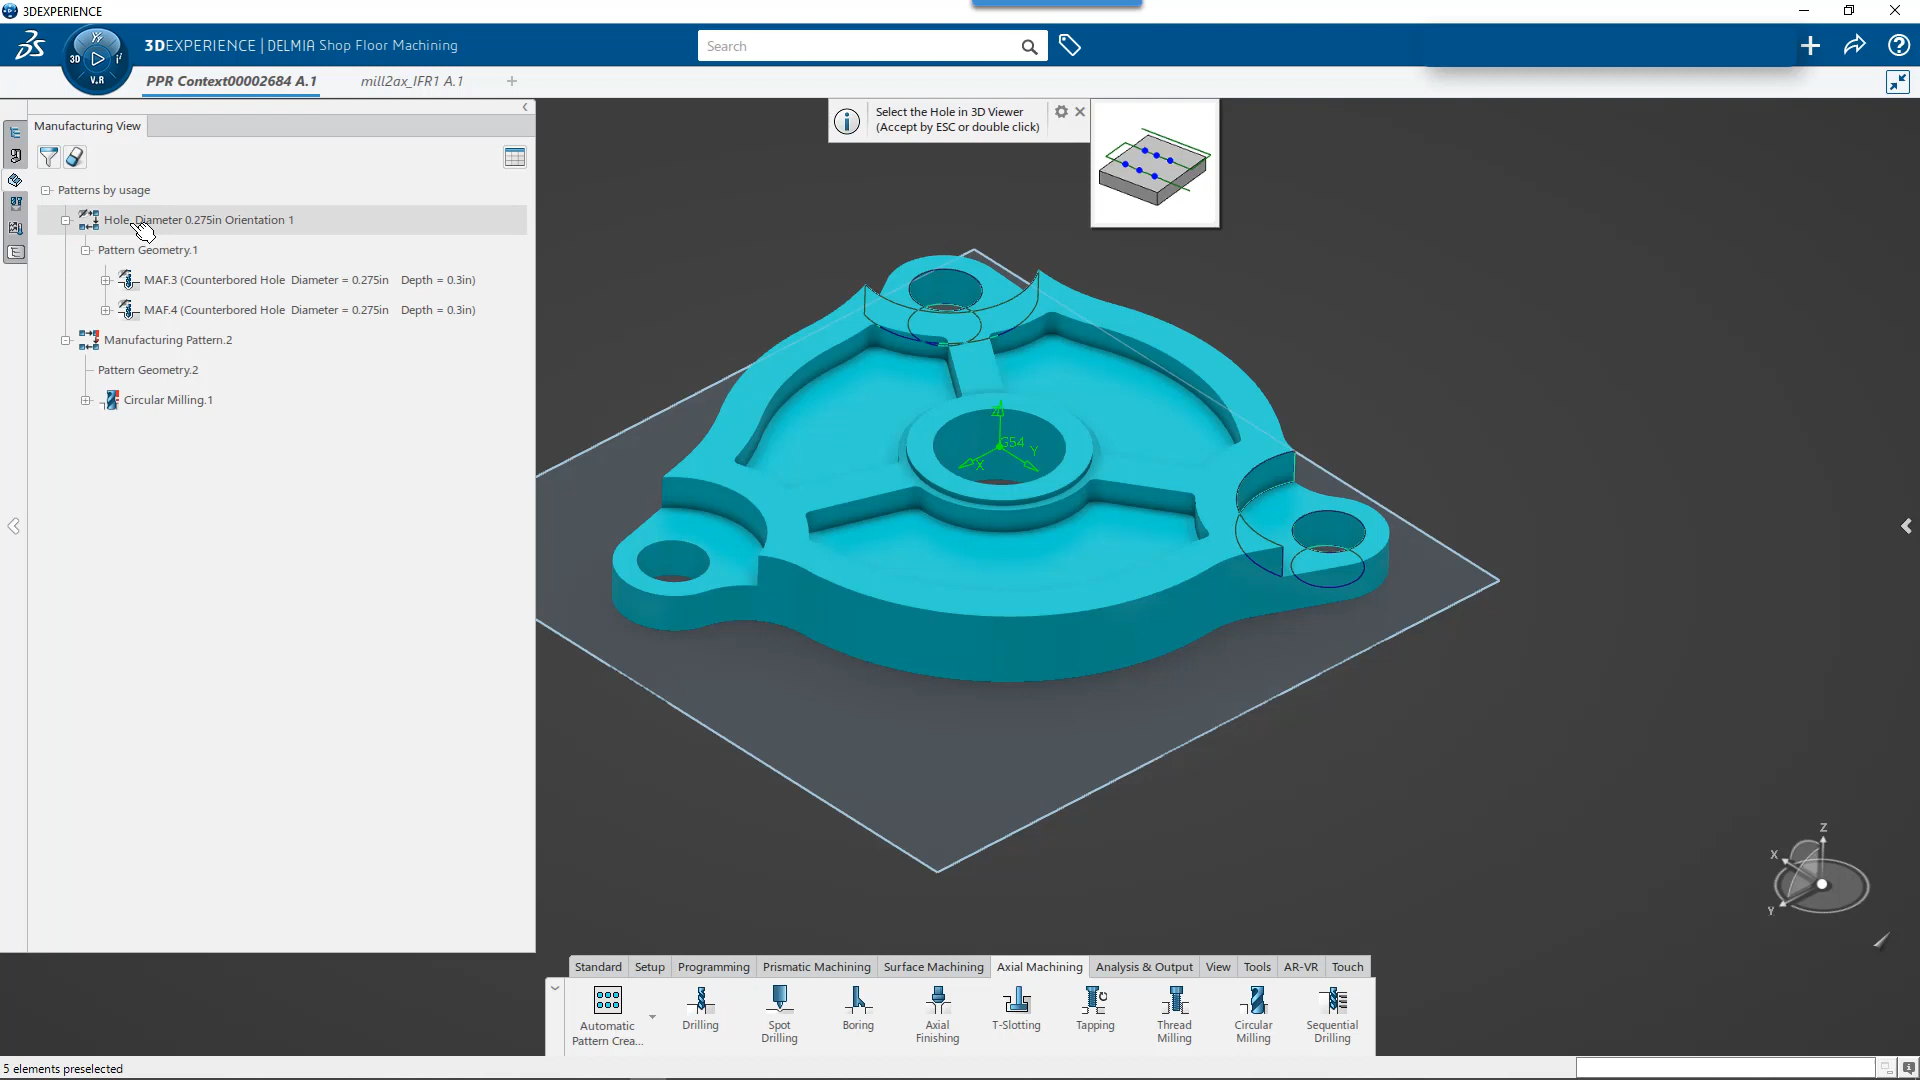 3DEXPERIENCE
3DEXPERIENCE | DELMIA Shop Floor Machining
Search
3D
V.R
PPR Context00002684 A.1
mill2ax_IFR1 A.1
Manufacturing View
Select the Hole in 3D Viewer
(Accept by ESC or double click)
Patterns by usage
Hole_Diameter 0.275in Orientation 1
Pattern Geometry.1
MAF.3 (Counterbored Hole Diameter = 0.275in Depth = 0.3in)
MAF.4 (Counterbored Hole Diameter = 0.275in Depth = 0.3in)
Manufacturing Pattern.2
Pattern Geometry.2
Circular Milling.1
Z
G54
Y
X
Z
X
Y
Standard
Setup
Programming
Prismatic Machining
Surface Machining
Axial Machining
Analysis & Output
View
Tools
AR-VR
Touch
Automatic
Pattern Crea...
Drilling
Spot
Drilling
Boring
Axial
Finishing
T-Slotting
Tapping
Thread
Milling
Circular
Milling
Sequential
Drilling
5 elements preselected